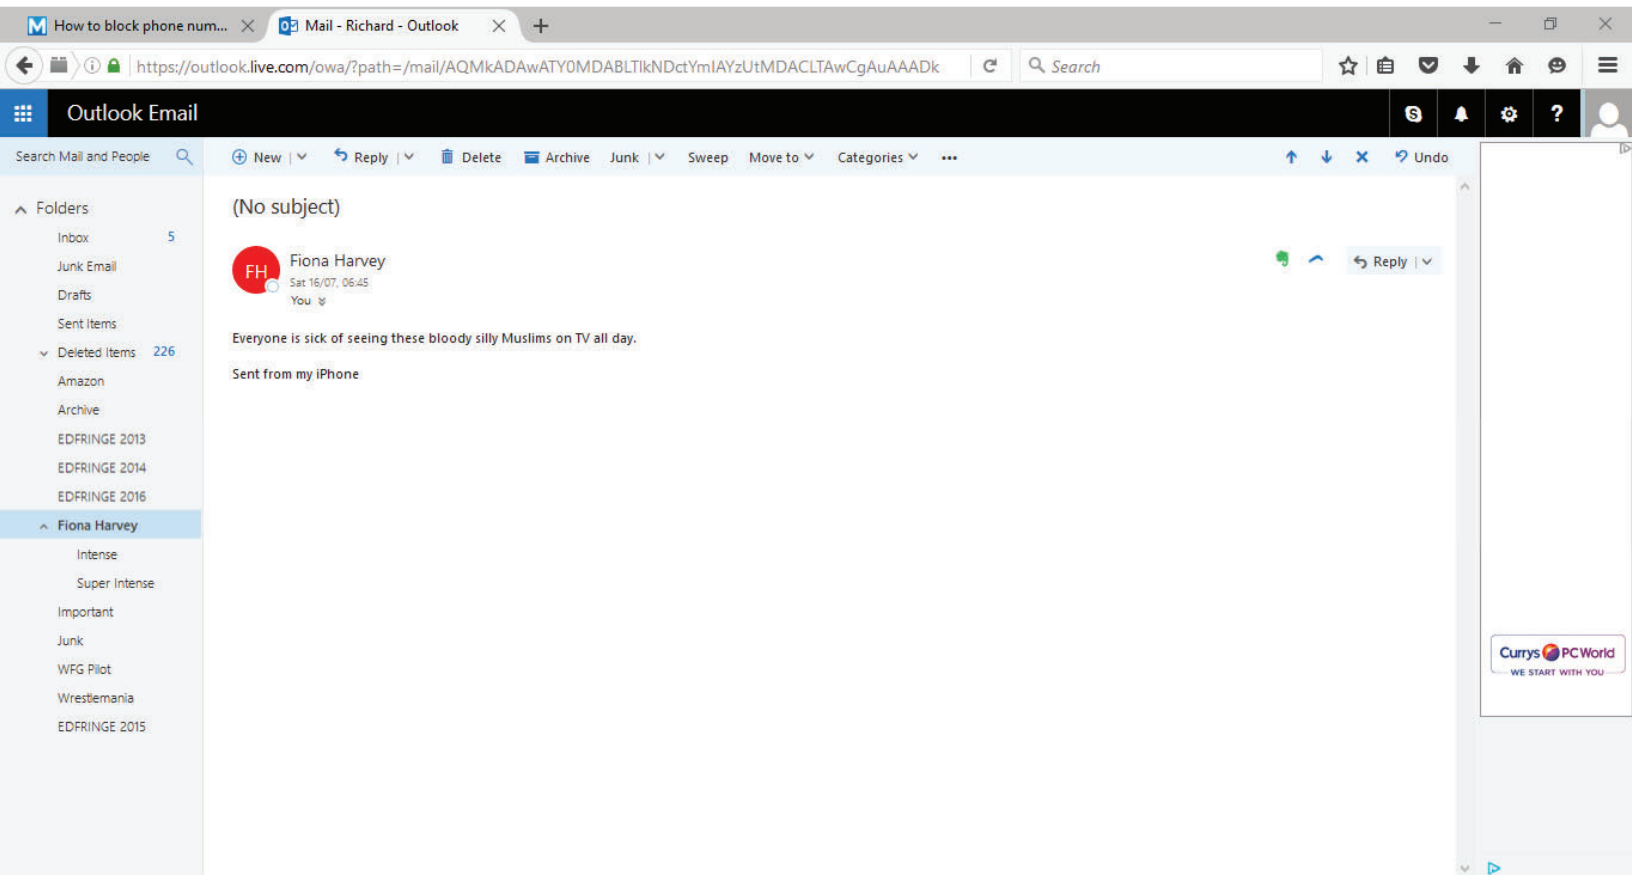 How to block phone num...
Mail - Richard - Outlook
https://outlook.live.com/owa/?path=/mail/AQMkADAwATY0MDABLTlkNDctYmIAYzUtMDACLTAwCgAuAAADk
Search
Outlook Email
?
Search Mail and People
New
Reply
Delete
Archive
Junk
Sweep
Move to
Categories
Undo
Folders
Inbox 5
Junk Email
Drafts
Sent Items
Deleted Items 226
Amazon
Archive
EDFRINGE 2013
EDFRINGE 2014
EDFRINGE 2016
Fiona Harvey
Intense
Super Intense
Important
Junk
WFG Pilot
Wrestlemania
EDFRINGE 2015
(No subject)
FH
Fiona Harvey
Sat 16/07, 06:45
You
Reply
Everyone is sick of seeing these bloody silly Muslims on TV all day.
Sent from my iPhone
Currys PC World
WE START WITH YOU